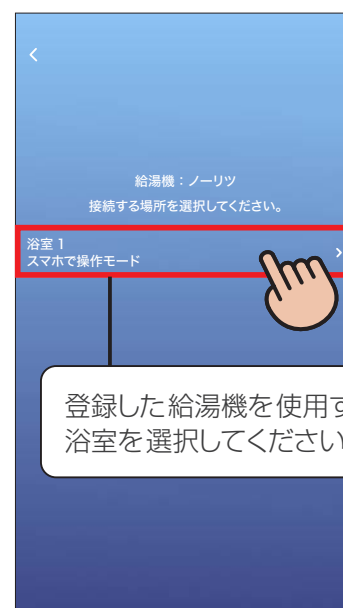 給湯機：ノーリツ
接続する場所を選択してください。
浴室 1
スマホで操作モード
登録した給湯機を使用す
浴室を選択してください